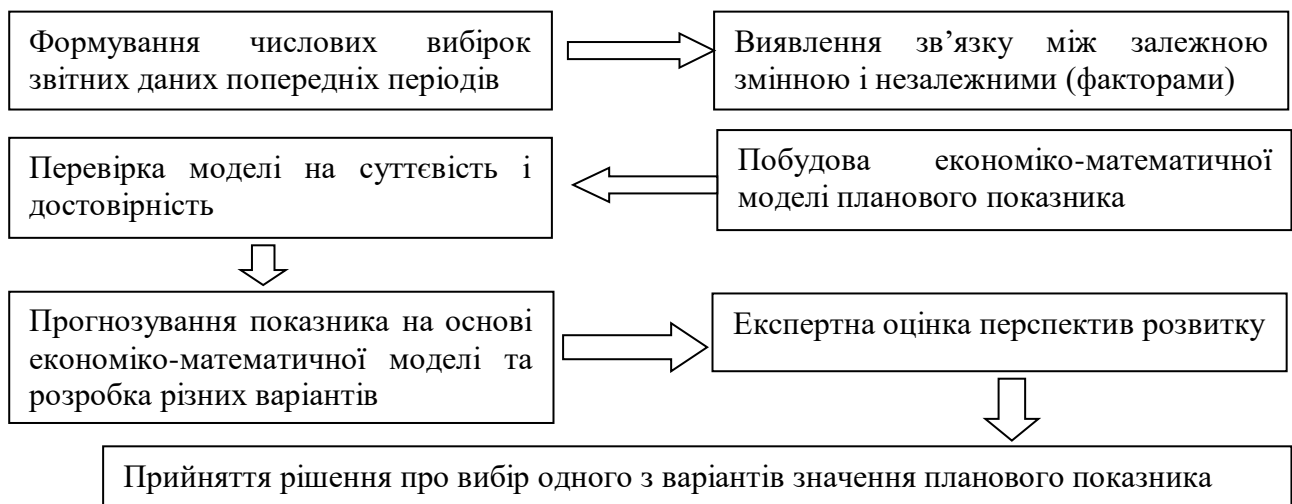 Формування числових вибірок
звітних даних попередніх періодів
Виявлення зв’язку між залежною
змінною і незалежними (факторами)
Перевірка моделі на суттєвість і
достовірність
Побудова економіко-математичної
моделі планового показника
Прогнозування показника на основі
економіко-математичної моделі та
розробка різних варіантів
Експертна оцінка перспектив розвитку
Прийняття рішення про вибір одного з варіантів значення планового показника